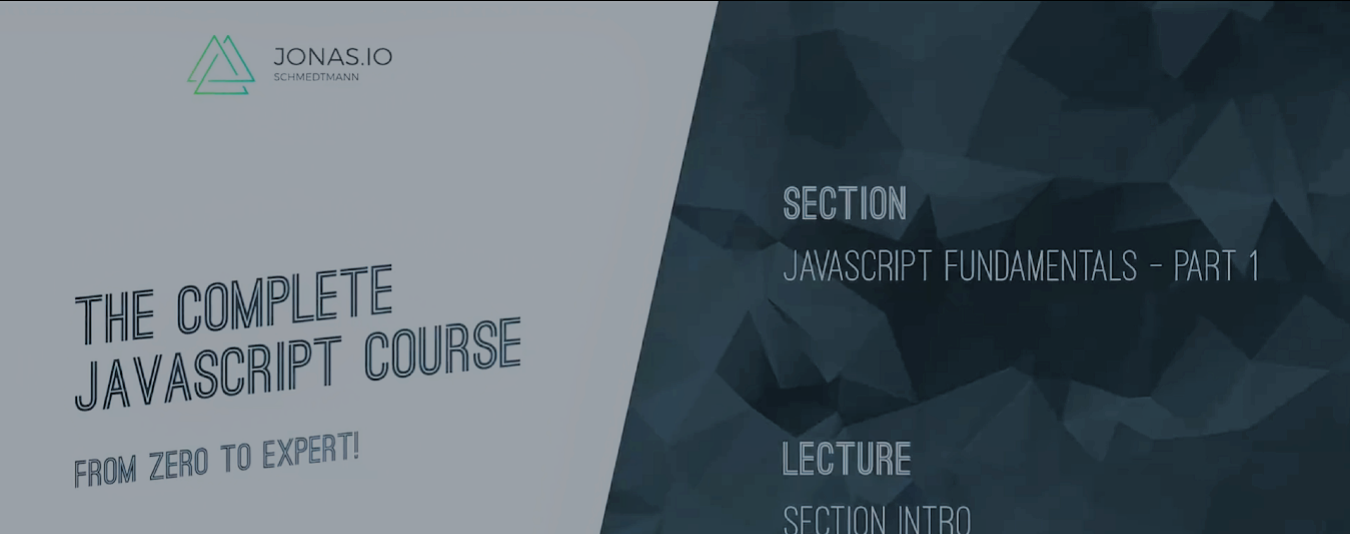 JONAS.IO
SCHMEDTMANN
THE COMPLETE
JAVASCRIPT COURSE
FROM ZERO TO EXPERT!
SECTION
JAVASCRIPT FUNDAMENTALS – PART 1
LECTURE
SECTION INTRO